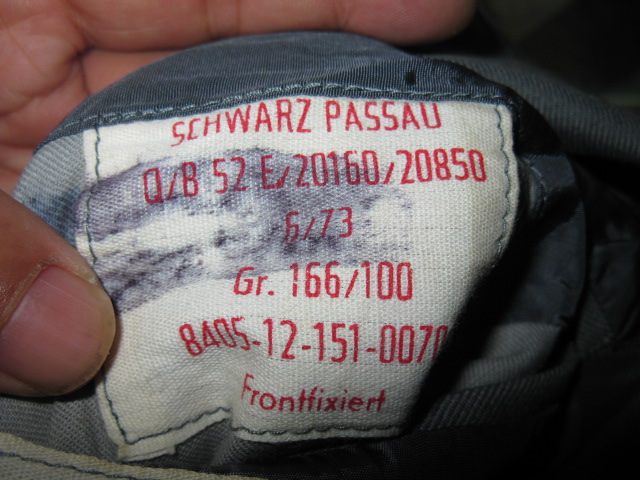 SCHWARZ PASSAU
Q/B 52 E/20160/20850
6/73
Gr. 166/100
8405-12-151-0070
Frontfixiert